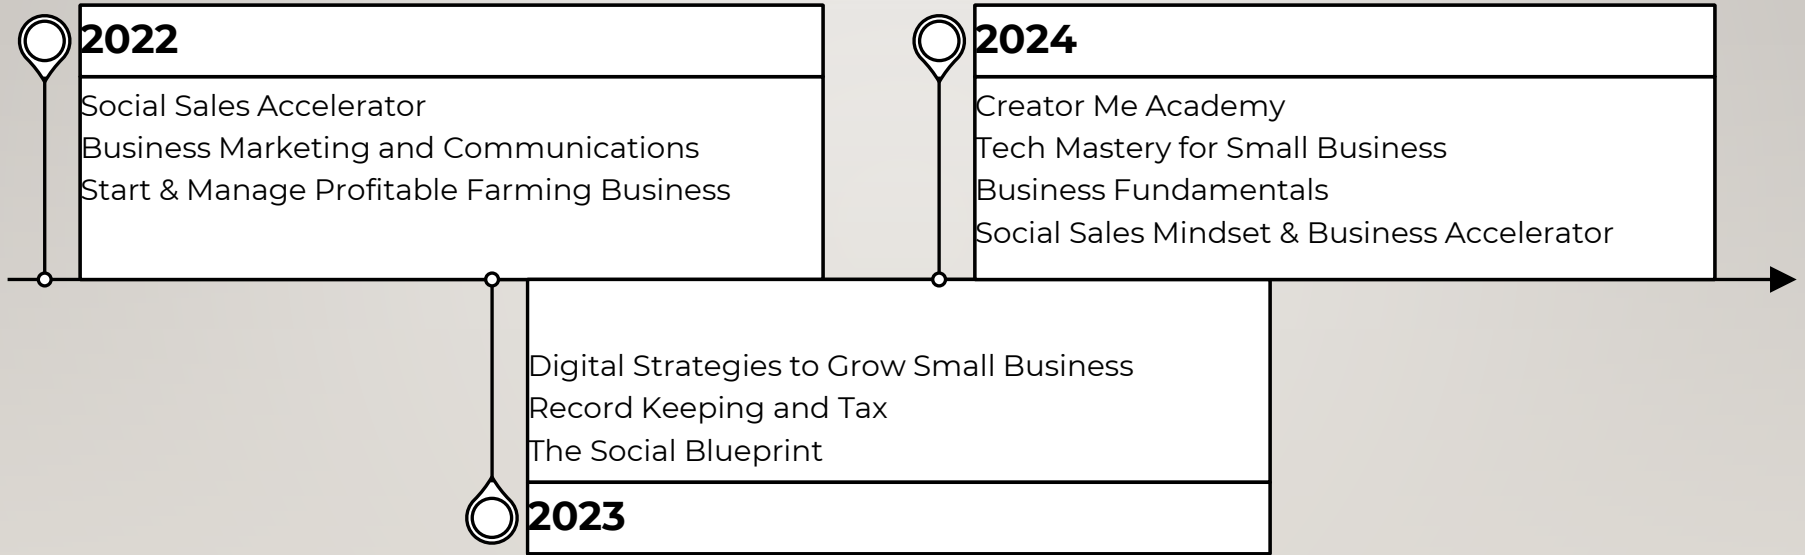 2022
Social Sales Accelerator
Business Marketing and Communications
Start & Manage Profitable Farming Business
Digital Strategies to Grow Small Business
Record Keeping and Tax
The Social Blueprint
2023
2024
Creator Me Academy
Tech Mastery for Small Business
Business Fundamentals
Social Sales Mindset & Business Accelerator